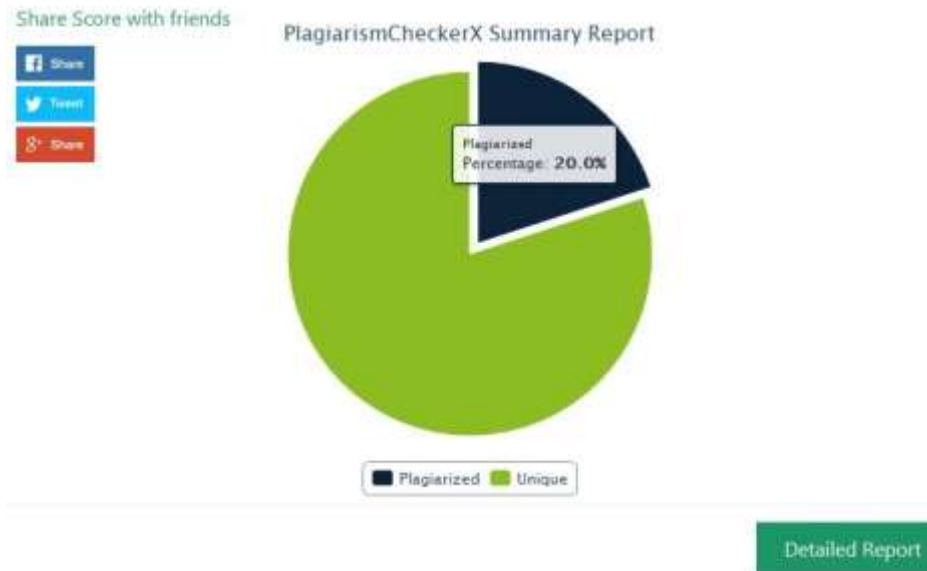 Share Score with friends
PlagiarismCheckerX Summary Report
Share
Tweet
Share
Plagiarized
Percentage: 20.0%
Plagiarized Unique
Detailed Report